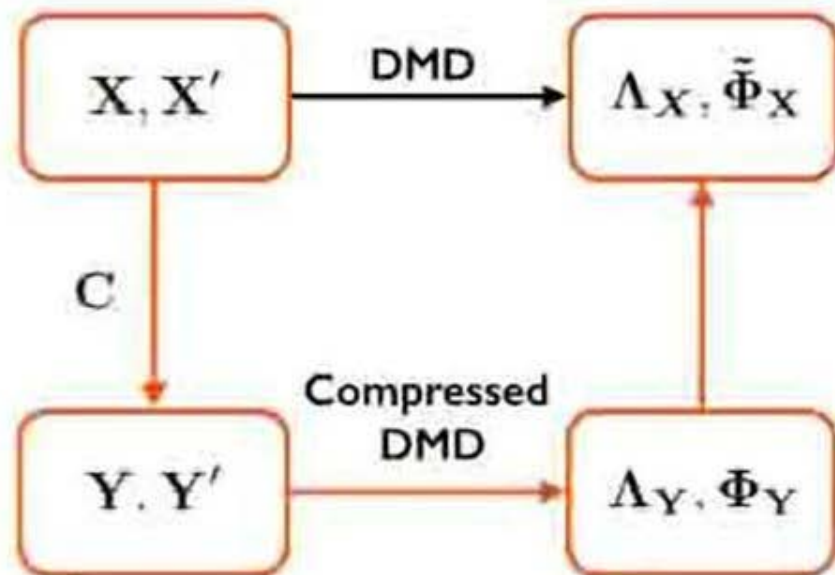 X, X′
DMD
Λ_X, Φ̃_X
C
Compressed
DMD
Y, Y′
Λ_Y, Φ_Y